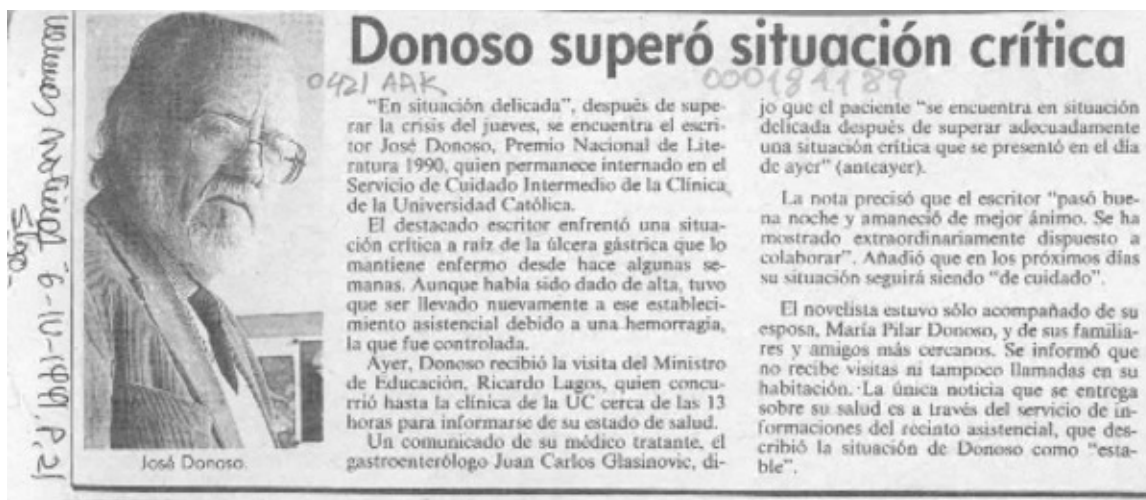 Donoso superó situación crítica
0421 AAK
000181189
“En situación delicada”, después de supe-
rar la crisis del jueves, se encuentra el escri-
tor José Donoso, Premio Nacional de Lite-
ratura 1990, quien permanece internado en el
Servicio de Cuidado Intermedio de la Clínica
de la Universidad Católica.
El destacado escritor enfrentó una situa-
ción crítica a raíz de la úlcera gástrica que lo
mantiene enfermo desde hace algunas se-
manas. Aunque había sido dado de alta, tuvo
que ser llevado nuevamente a ese estableci-
miento asistencial debido a una hemorragia,
la que fue controlada.
Ayer, Donoso recibió la visita del Ministro
de Educación, Ricardo Lagos, quien concu-
rrió hasta la clínica de la UC cerca de las 13
horas para informarse de su estado de salud.
Un comunicado de su médico tratante, el
gastroenterólogo Juan Carlos Glasinovic, di-
jo que el paciente “se encuentra en situación
delicada después de superar adecuadamente
una situación crítica que se presentó en el día
de ayer” (anteayer).
La nota precisó que el escritor “pasó bue-
na noche y amaneció de mejor ánimo. Se ha
mostrado extraordinariamente dispuesto a
colaborar”. Añadió que en los próximos días
su situación seguirá siendo “de cuidado”.
El novelista estuvo sólo acompañado de su
esposa, María Pilar Donoso, y de sus familia-
res y amigos más cercanos. Se informó que
no recibe visitas ni tampoco llamadas en su
habitación. La única noticia que se entrega
sobre su salud es a través del servicio de in-
formaciones del recinto asistencial, que des-
cribió la situación de Donoso como “esta-
ble”.
José Donoso.
6-IV-1991, P. 21
Stgo.